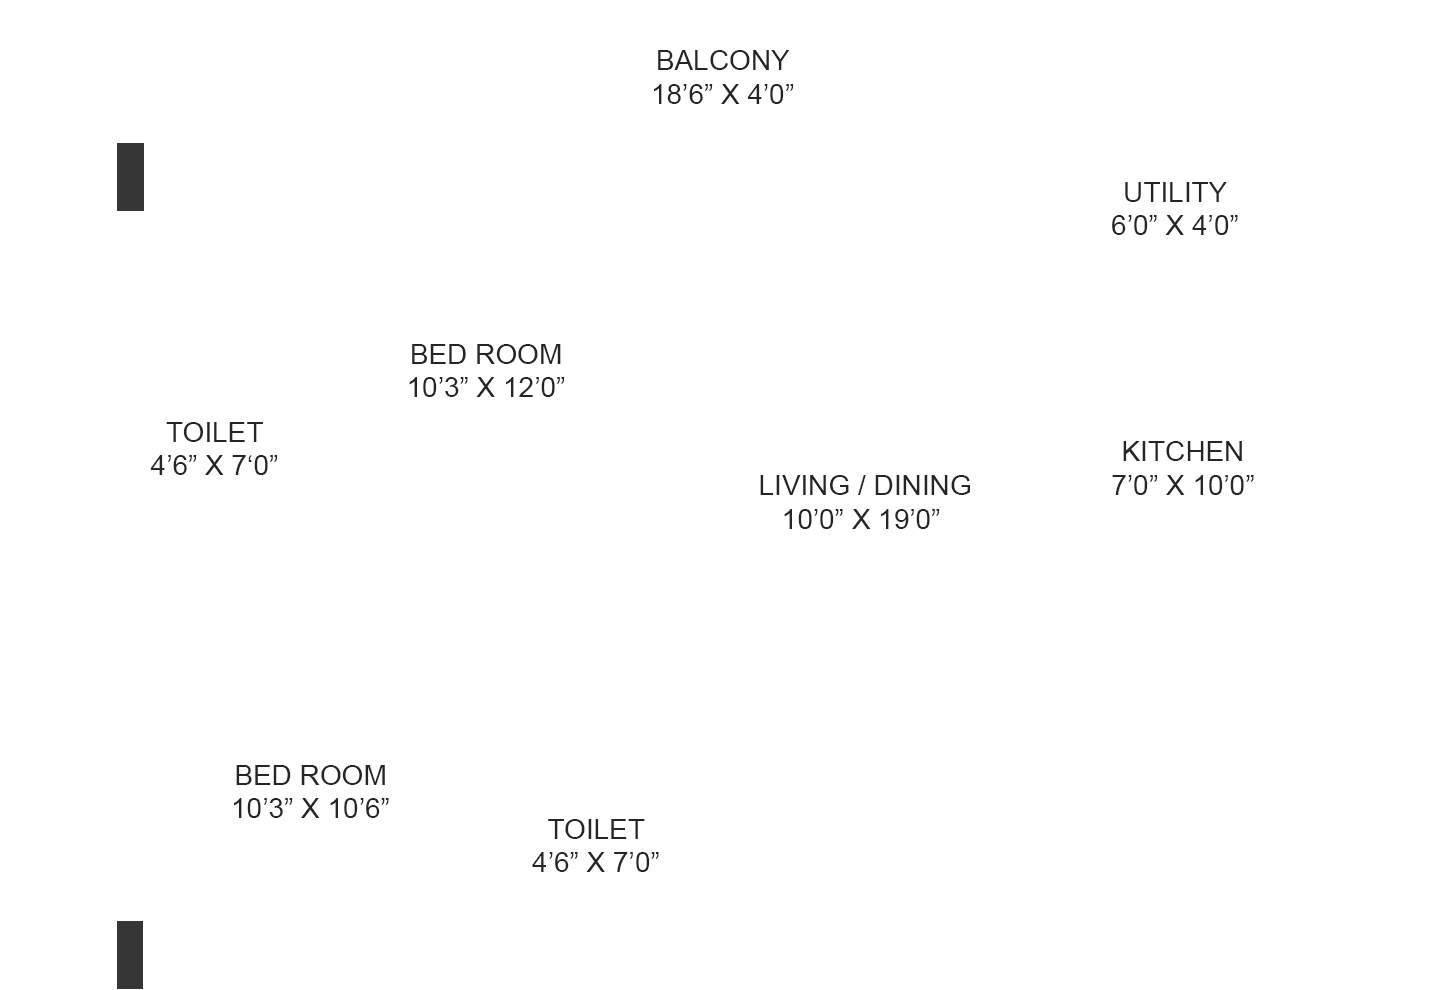 BALCONY
18’6” X 4’0”
UTILITY
6’0” X 4’0”
BED ROOM
10’3” X 12’0”
TOILET
4’6” X 7‘0”
KITCHEN
7’0” X 10’0”
LIVING / DINING
10’0” X 19’0”
BED ROOM
10’3” X 10’6”
TOILET
4’6” X 7’0”